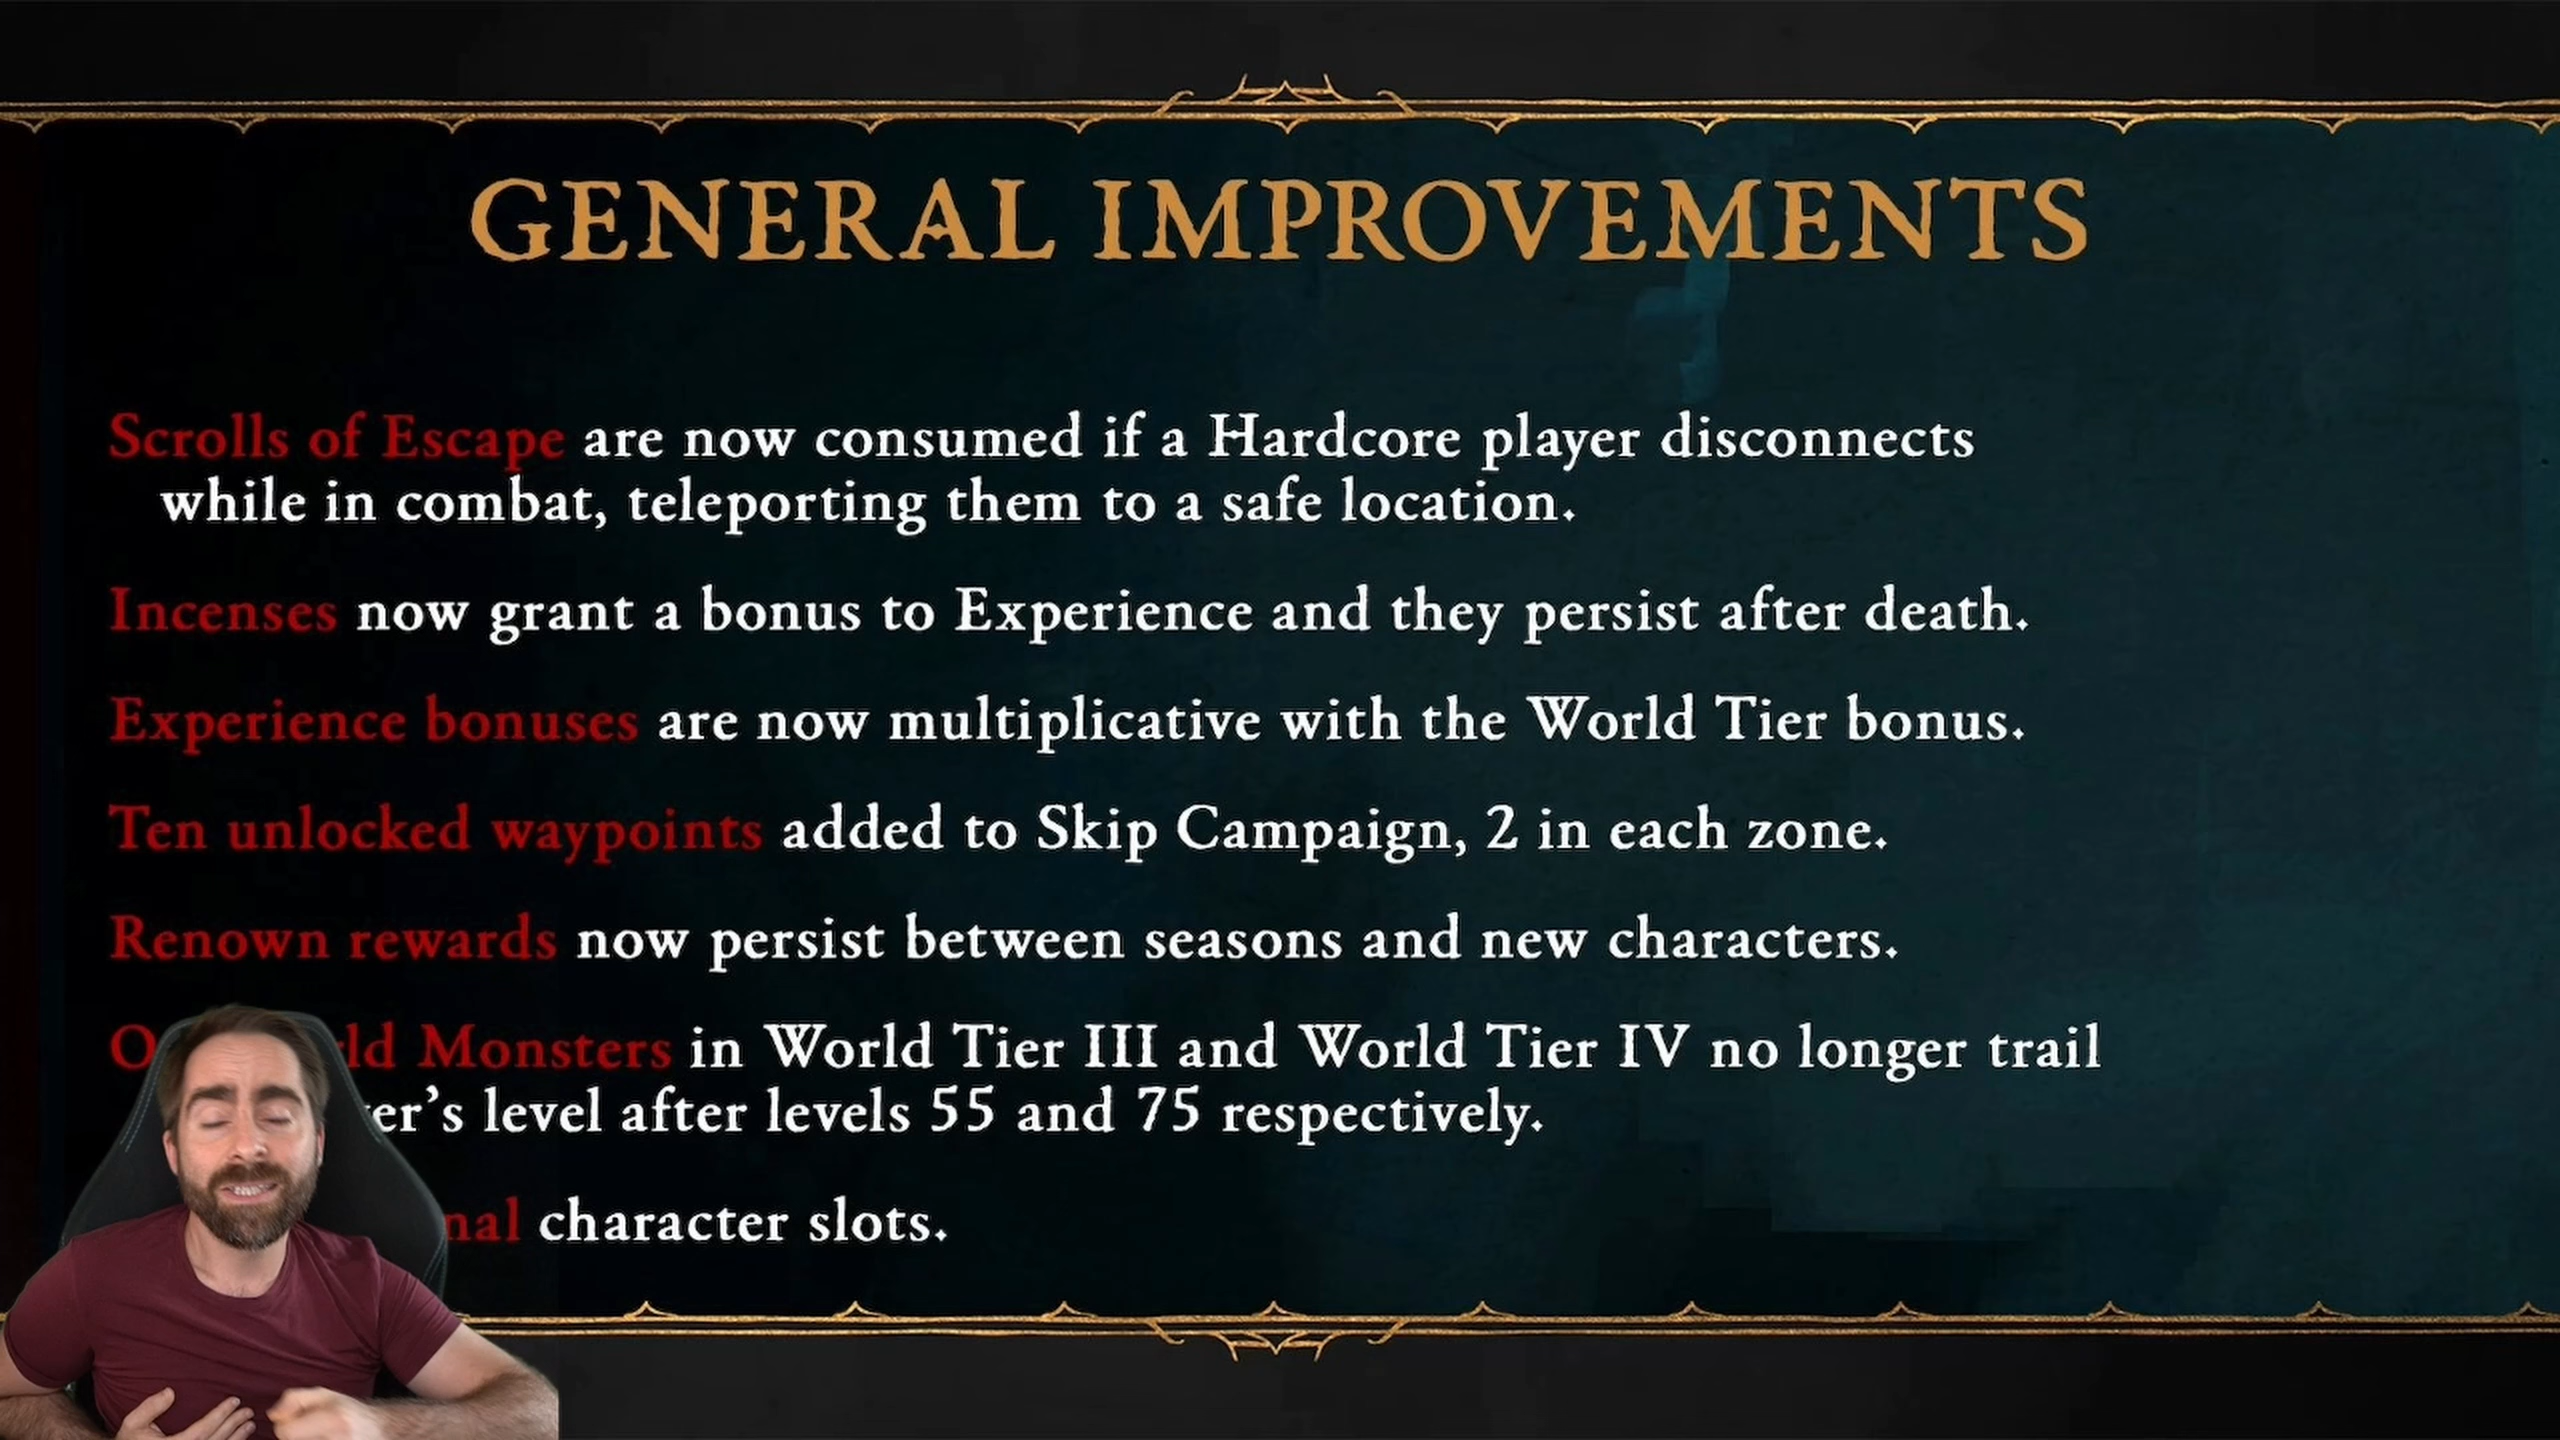 GENERAL IMPROVEMENTS
Scrolls of Escape are now consumed if a Hardcore player disconnects
while in combat, teleporting them to a safe location.
Incenses now grant a bonus to Experience and they persist after death.
Experience bonuses are now multiplicative with the World Tier bonus.
Ten unlocked waypoints added to Skip Campaign, 2 in each zone.
Renown rewards now persist between seasons and new characters.
Monsters in World Tier III and World Tier IV no longer trail
level after levels 55 and 75 respectively.
character slots.